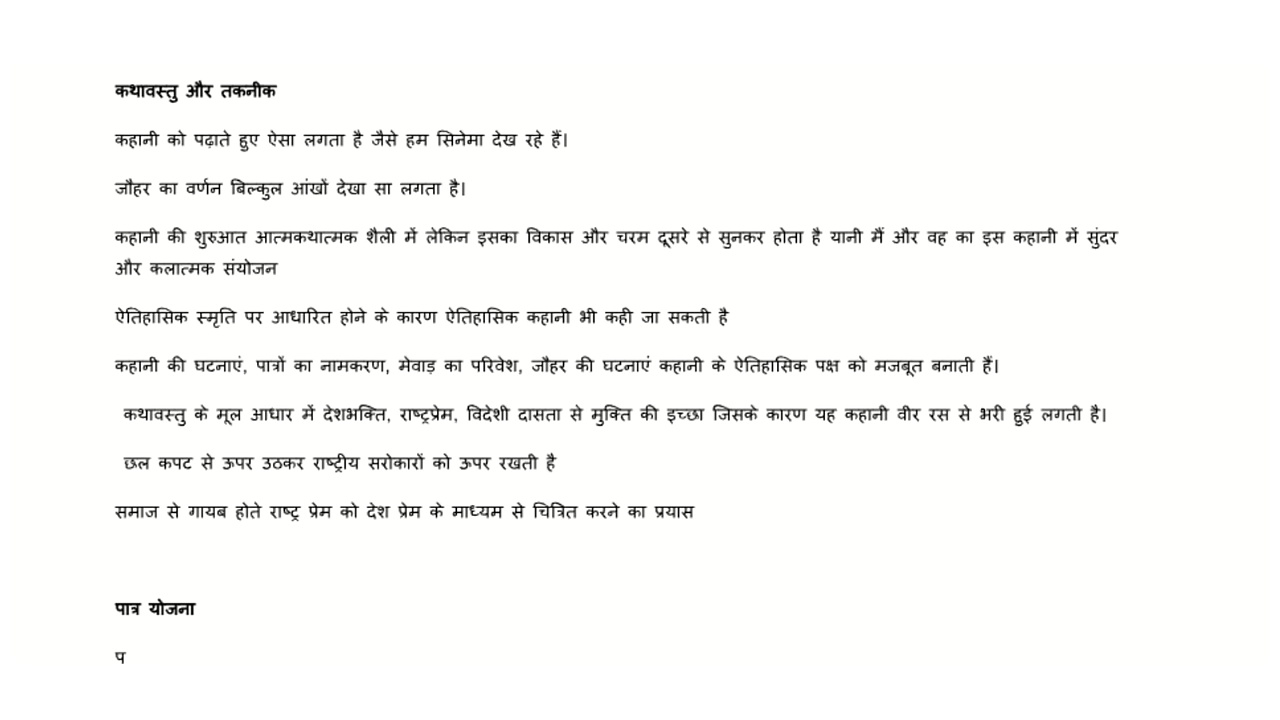 कथावस्तु और तकनीक
कहानी को पढ़ाते हुए ऐसा लगता है जैसे हम सिनेमा देख रहे हैं।
जौहर का वर्णन बिल्कुल आंखों देखा सा लगता है।
कहानी की शुरुआत आत्मकथात्मक शैली में लेकिन इसका विकास और चरम दूसरे से सुनकर होता है यानी मैं और वह का इस कहानी में सुंदर
और कलात्मक संयोजन
ऐतिहासिक स्मृति पर आधारित होने के कारण ऐतिहासिक कहानी भी कही जा सकती है
कहानी की घटनाएं, पात्रों का नामकरण, मेवाड़ का परिवेश, जौहर की घटनाएं कहानी के ऐतिहासिक पक्ष को मजबूत बनाती हैं।
कथावस्तु के मूल आधार में देशभक्ति, राष्ट्रप्रेम, विदेशी दासता से मुक्ति की इच्छा जिसके कारण यह कहानी वीर रस से भरी हुई लगती है।
छल कपट से ऊपर उठकर राष्ट्रीय सरोकारों को ऊपर रखती है
समाज से गायब होते राष्ट्र प्रेम को देश प्रेम के माध्यम से चित्रित करने का प्रयास
पात्र योजना
प